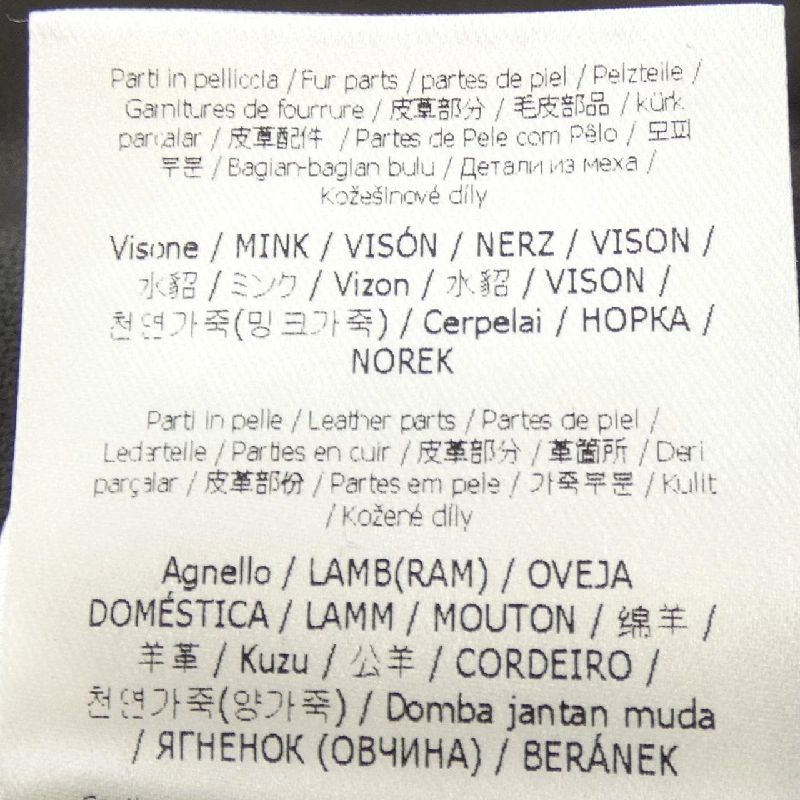 Parti in pelliccia / Fur parts / partes de piel / Pelzteile /
Garnitures de fourrure / 皮草部分 / 毛皮部品 / kürk
parçalar / 皮草配件 / Partes de Pele com Pêlo / 모피
부분 / Bagian-bagian bulu / Детали из меха /
Kožešinové díly
Visone / MINK / VISÓN / NERZ / VISON /
水貂 / ミンク / Vizon / 水貂 / VISON /
천연가죽(밍크가죽) / Cerpelai / НОРКА /
NOREK
Parti in pelle / Leather parts / Partes de piel /
Lederteile / Parties en cuir / 皮革部分 / 革箇所 / Deri
parçalar / 皮革部份 / Partes em pele / 가죽부분 / Kulit
/ Kožené díly
Agnello / LAMB(RAM) / OVEJA
DOMÉSTICA / LAMM / MOUTON / 绵羊 /
羊革 / Kuzu / 公羊 / CORDEIRO /
천연가죽(양가죽) / Domba jantan muda
/ ЯГНЕНОК (ОВЧИНА) / BERÁNEK